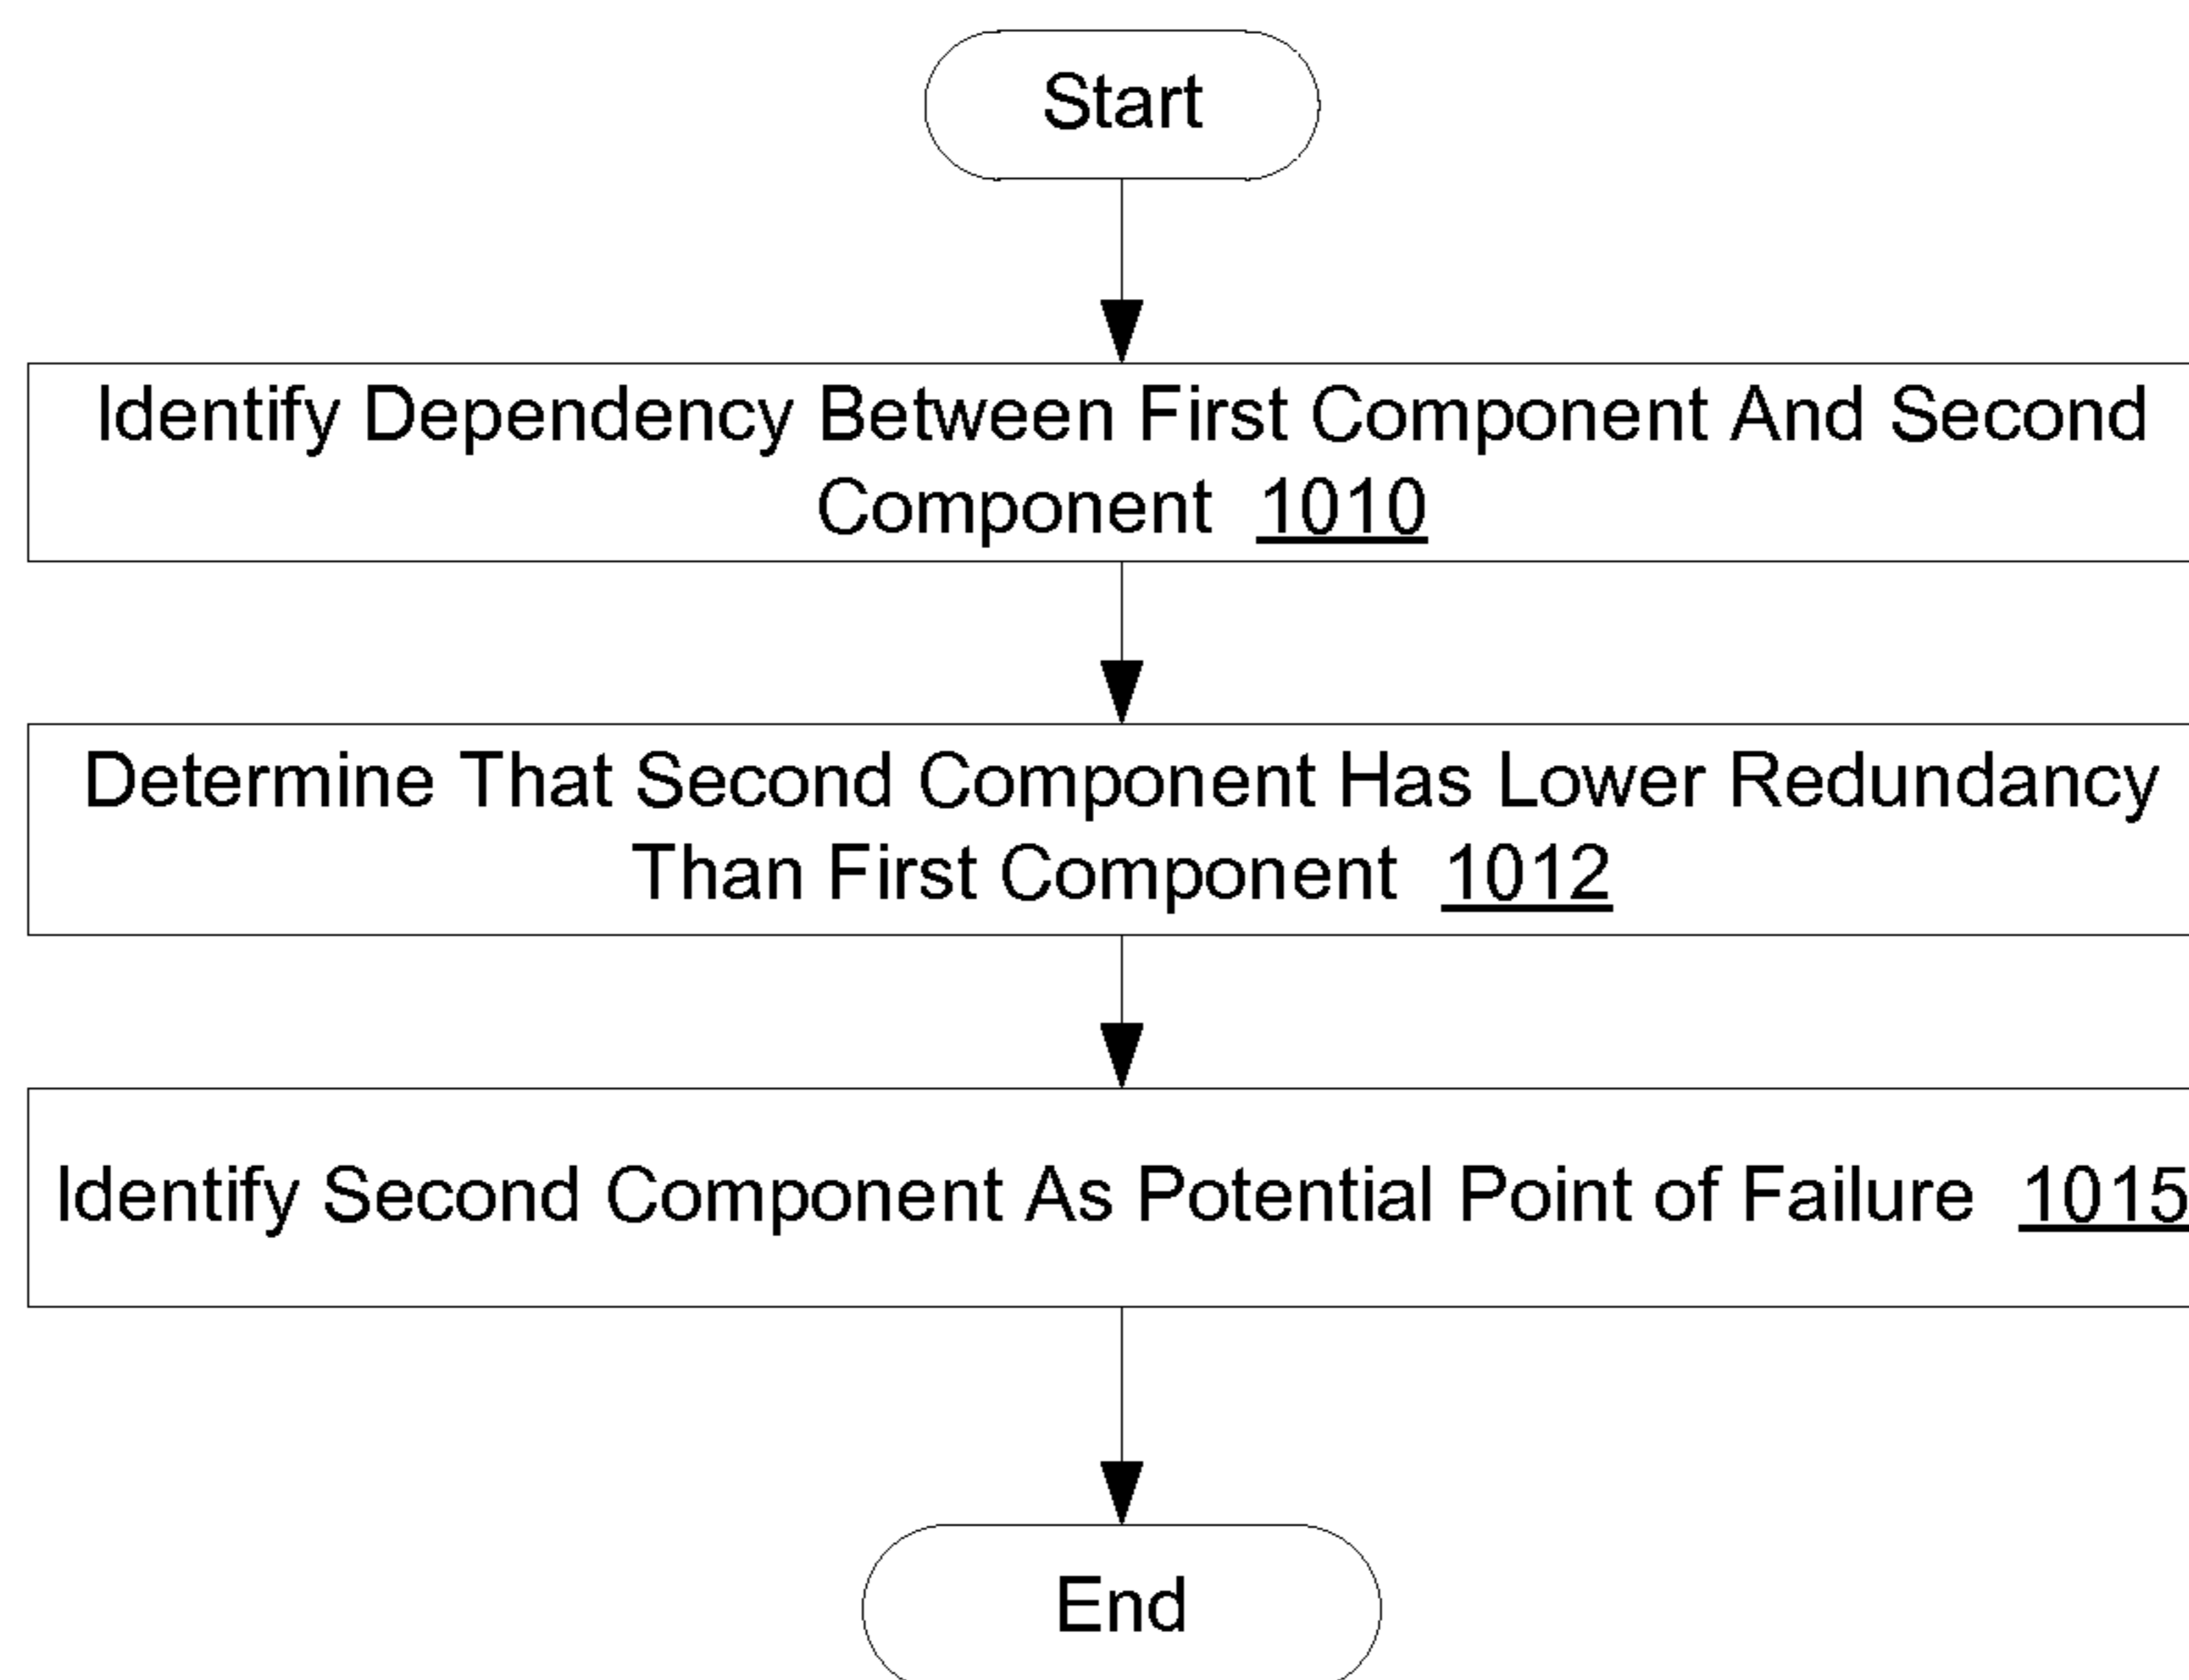 Start
Identify Dependency Between First Component And Second
Component 1010
Determine That Second Component Has Lower Redundancy
Than First Component 1012
Identify Second Component As Potential Point of Failure 1015
End